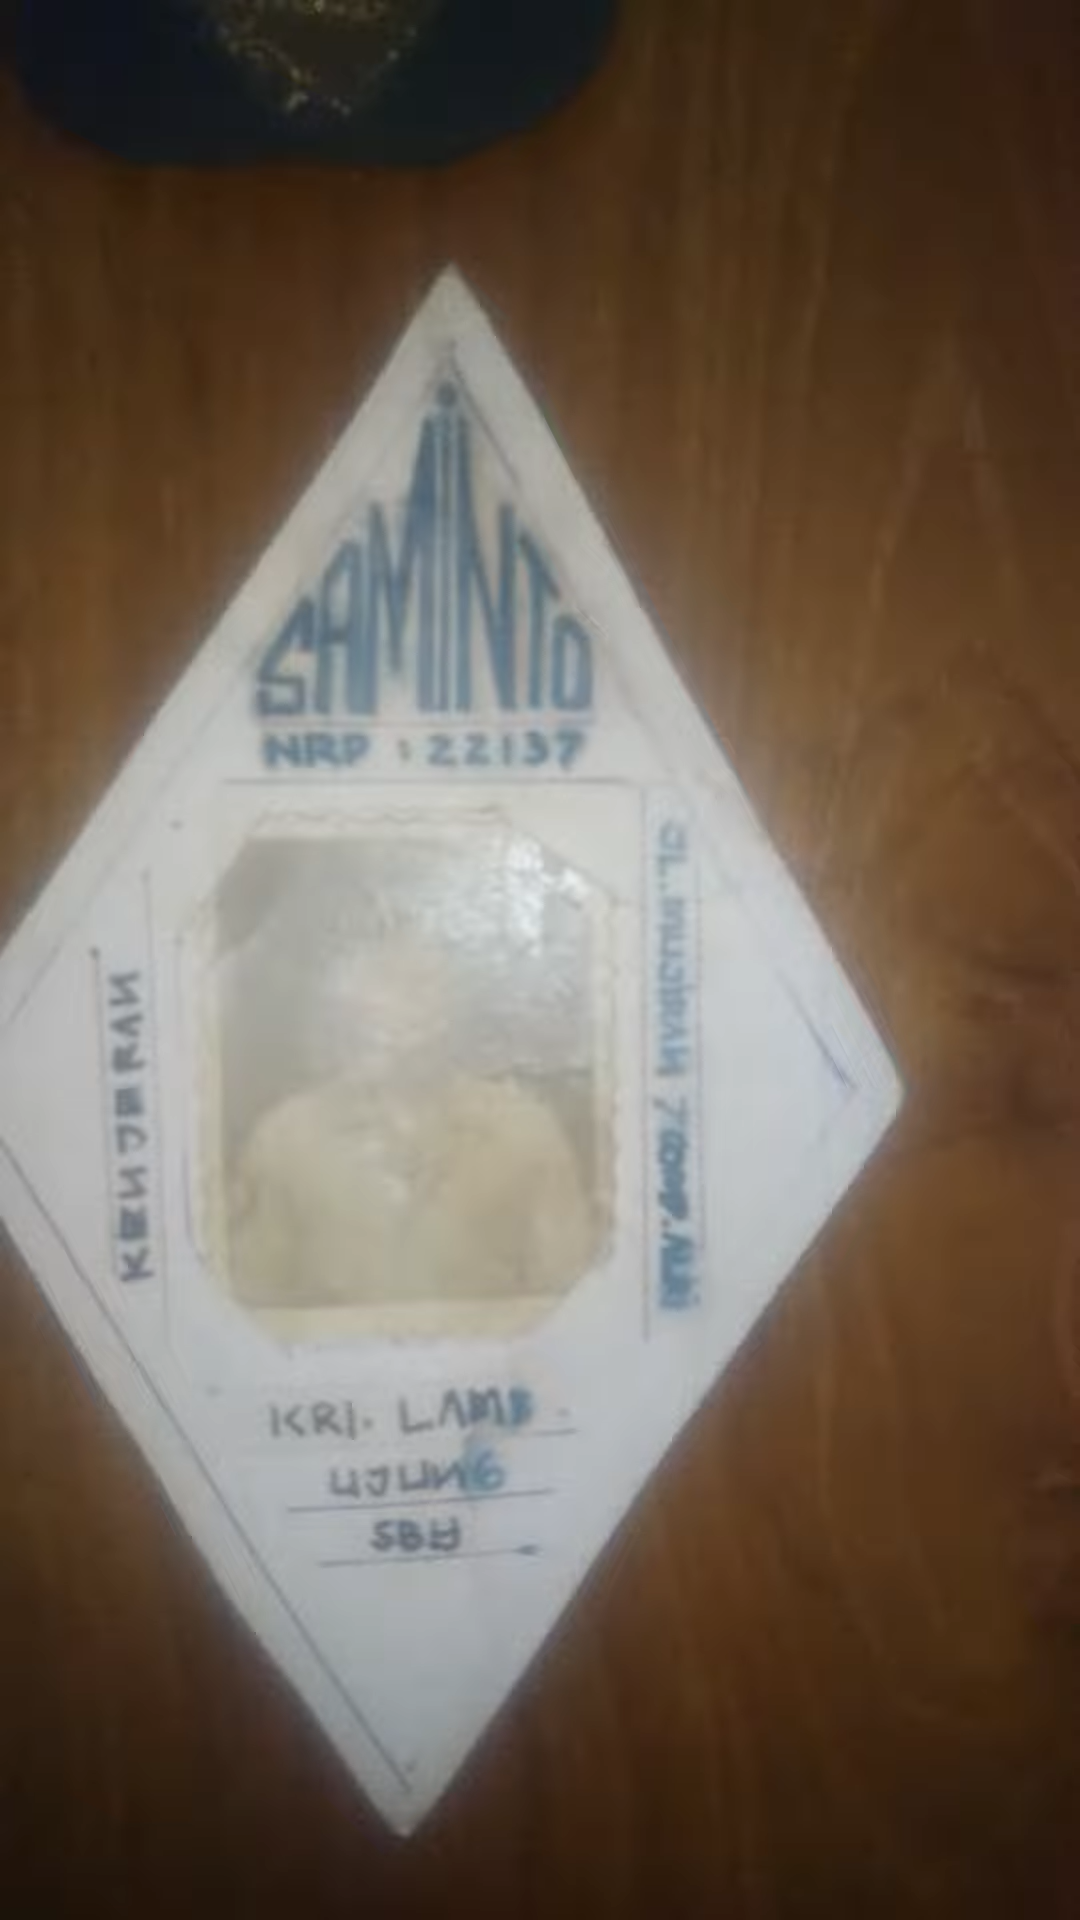 SAMINTO
NRP : 22137
KENJERAN
KRI. LAMB.
UJUNG
SBY